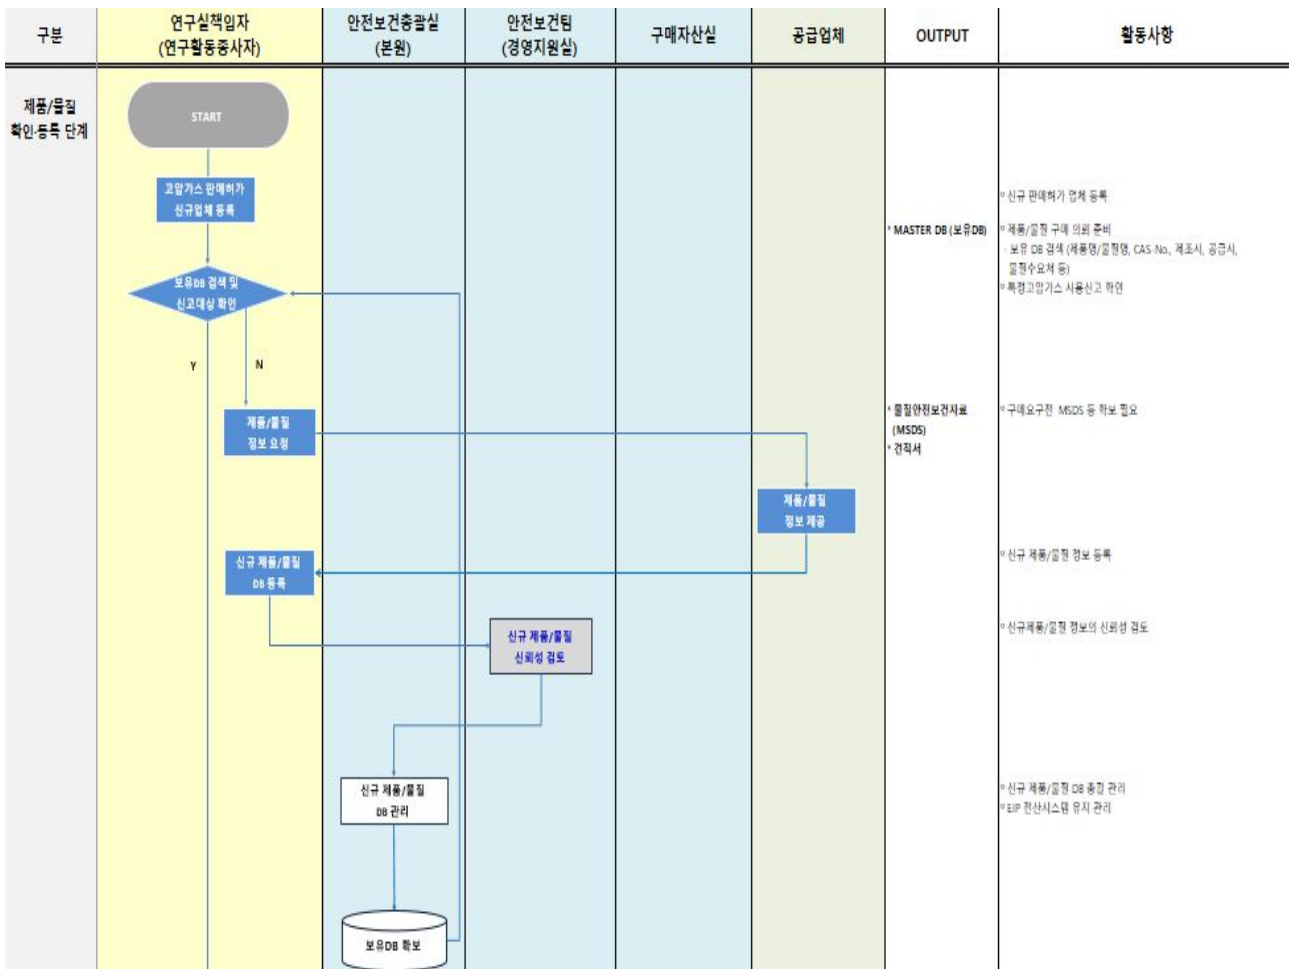 구분
연구실책임자
(연구활동종사자)
안전보건총괄실
(본원)
안전보건팀
(경영지원실)
구매자산실
공급업체
OUTPUT
활동사항
제품/물질
확인·등록 단계
START
고압가스 판매허가
신규업체 등록
º 신규 판매허가 업체 등록
* MASTER DB (보유DB)
º 제품/물질 구매 의뢰 준비
- 보유 DB 검색 (제품명/물질명, CAS-No., 제조사, 공급사,
물질수요처 등)
º 특정고압가스 사용신고 확인
보유DB 검색 및
신고대상 확인
Y
N
제품/물질
정보 요청
* 물질안전보건자료
(MSDS)
* 견적서
º 구매요구전 MSDS 등 확보 필요
제품/물질
정보 제공
신규 제품/물질
DB 등록
º 신규 제품/물질 정보 등록
신규 제품/물질
신뢰성 검토
º 신규제품/물질 정보의 신뢰성 검토
신규 제품/물질
DB 관리
º 신규 제품/물질 DB 총괄 관리
º EIP 전산시스템 유지 관리
보유DB 확보